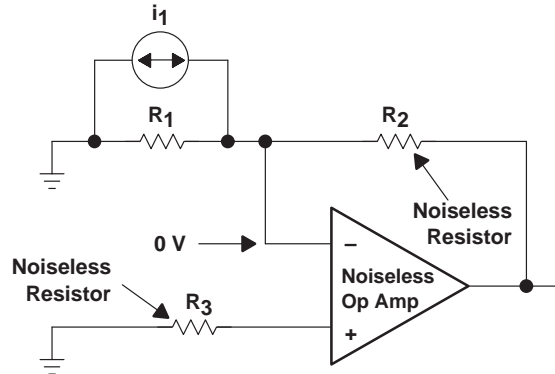 i1
R1
R2
Noiseless
Resistor
0 V
−
Noiseless
Op Amp
+
Noiseless
Resistor
R3